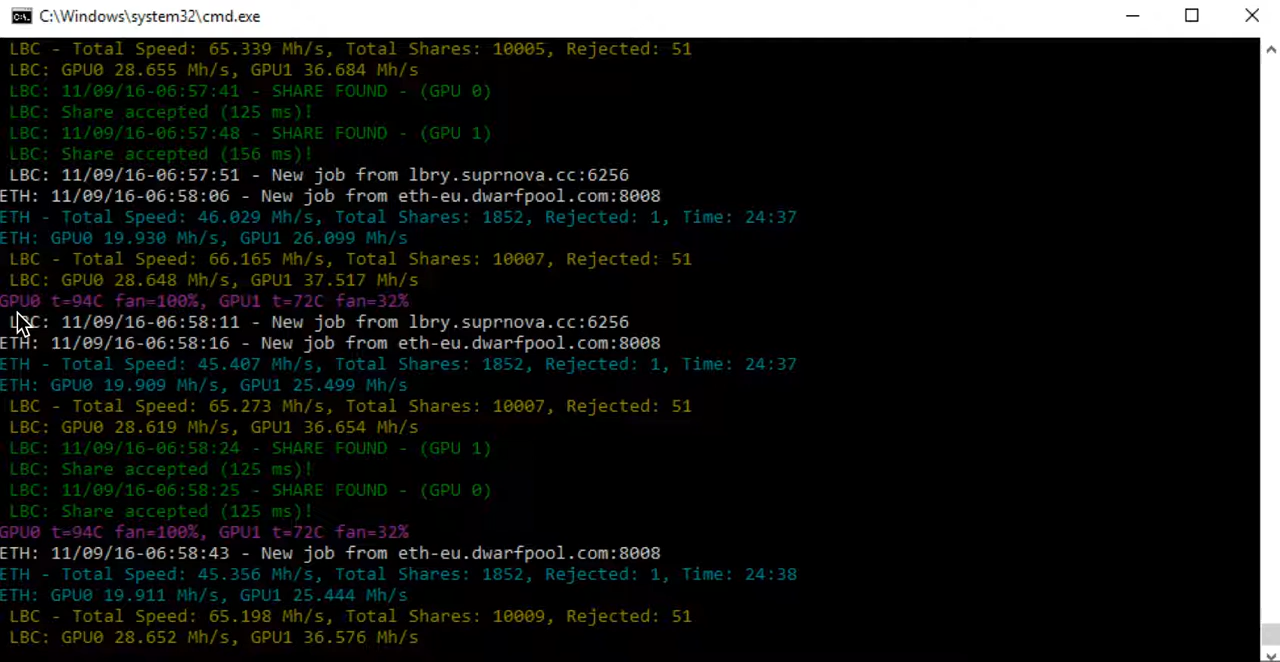 C:\Windows\system32\cmd.exe
LBC - Total Speed: 65.339 Mh/s, Total Shares: 10005, Rejected: 51
LBC: GPU0 28.655 Mh/s, GPU1 36.684 Mh/s
LBC: 11/09/16-06:57:41 - SHARE FOUND - (GPU 0)
LBC: Share accepted (125 ms)!
LBC: 11/09/16-06:57:48 - SHARE FOUND - (GPU 1)
LBC: Share accepted (156 ms)!
LBC: 11/09/16-06:57:51 - New job from lbry.suprnova.cc:6256
ETH: 11/09/16-06:58:06 - New job from eth-eu.dwarfpool.com:8008
ETH - Total Speed: 46.029 Mh/s, Total Shares: 1852, Rejected: 1, Time: 24:37
ETH: GPU0 19.930 Mh/s, GPU1 26.099 Mh/s
LBC - Total Speed: 66.165 Mh/s, Total Shares: 10007, Rejected: 51
LBC: GPU0 28.648 Mh/s, GPU1 37.517 Mh/s
GPU0 t=94C fan=100%, GPU1 t=72C fan=32%
LBC: 11/09/16-06:58:11 - New job from lbry.suprnova.cc:6256
ETH: 11/09/16-06:58:16 - New job from eth-eu.dwarfpool.com:8008
ETH - Total Speed: 45.407 Mh/s, Total Shares: 1852, Rejected: 1, Time: 24:37
ETH: GPU0 19.909 Mh/s, GPU1 25.499 Mh/s
LBC - Total Speed: 65.273 Mh/s, Total Shares: 10007, Rejected: 51
LBC: GPU0 28.619 Mh/s, GPU1 36.654 Mh/s
LBC: 11/09/16-06:58:24 - SHARE FOUND - (GPU 1)
LBC: Share accepted (125 ms)!
LBC: 11/09/16-06:58:25 - SHARE FOUND - (GPU 0)
LBC: Share accepted (125 ms)!
GPU0 t=94C fan=100%, GPU1 t=72C fan=32%
ETH: 11/09/16-06:58:43 - New job from eth-eu.dwarfpool.com:8008
ETH - Total Speed: 45.356 Mh/s, Total Shares: 1852, Rejected: 1, Time: 24:38
ETH: GPU0 19.911 Mh/s, GPU1 25.444 Mh/s
LBC - Total Speed: 65.198 Mh/s, Total Shares: 10009, Rejected: 51
LBC: GPU0 28.652 Mh/s, GPU1 36.576 Mh/s